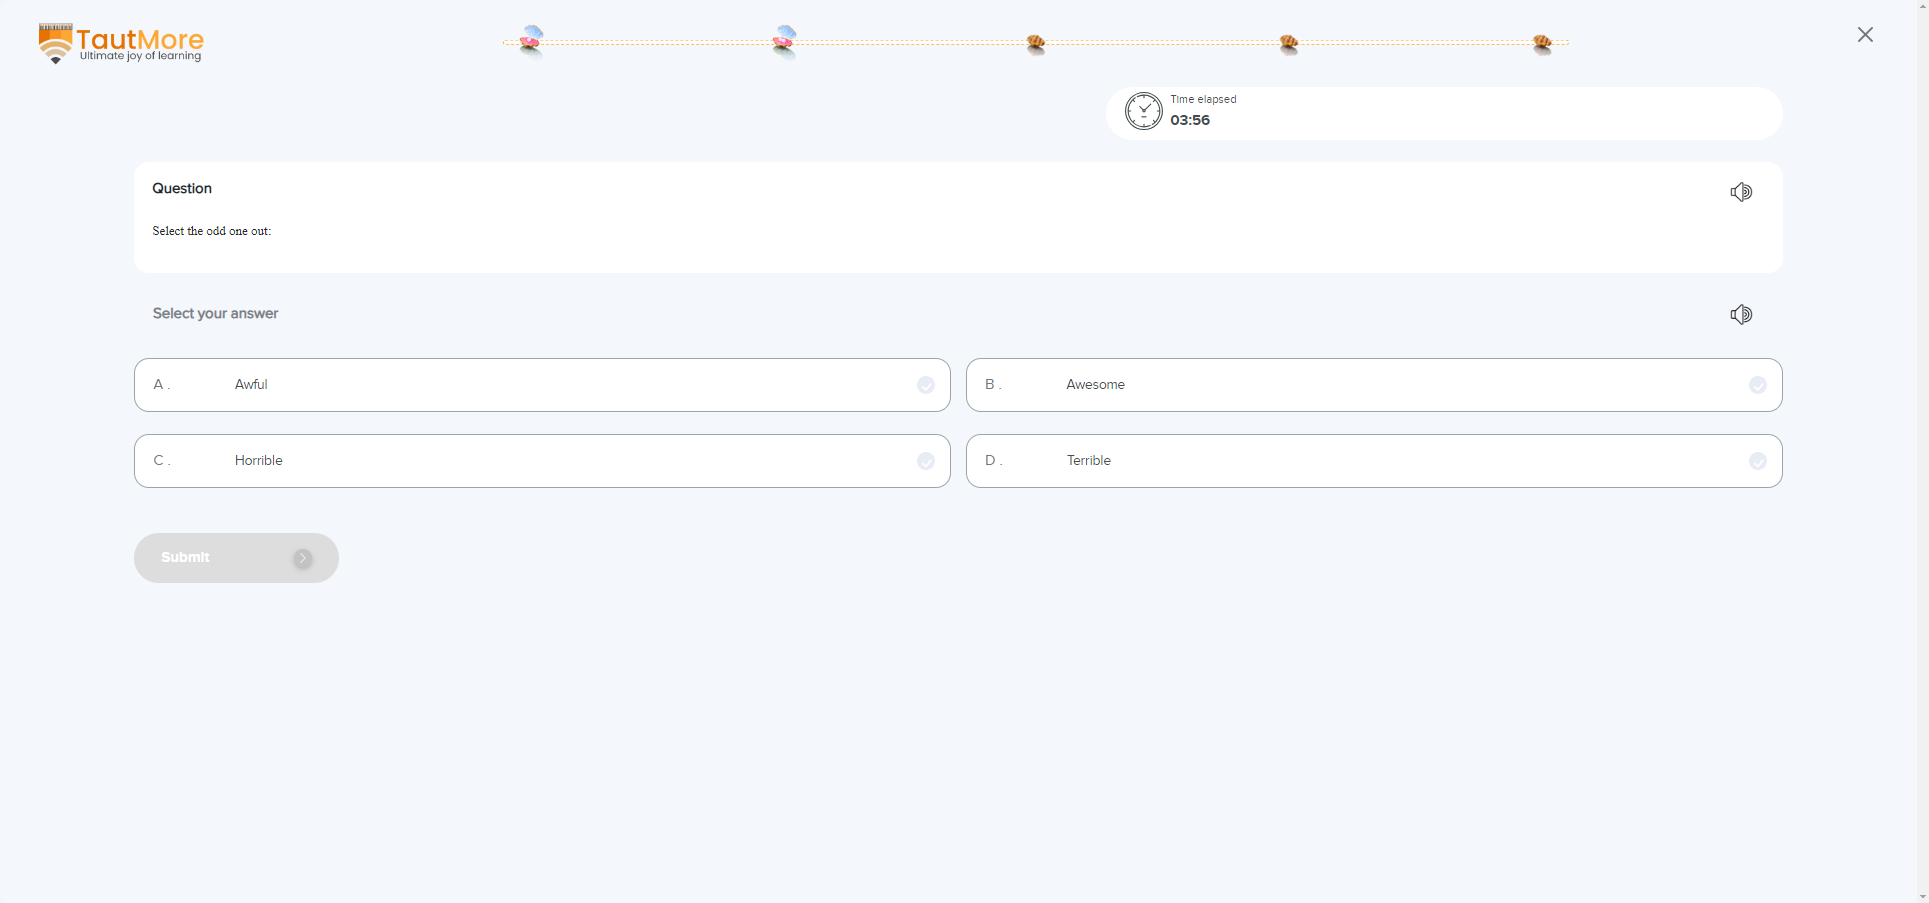 TautMore
Ultimate joy of learning
Time elapsed
03:56
Question
Select the odd one out:
Select your answer
A . Awful
B . Awesome
C . Horrible
D . Terrible
Submit